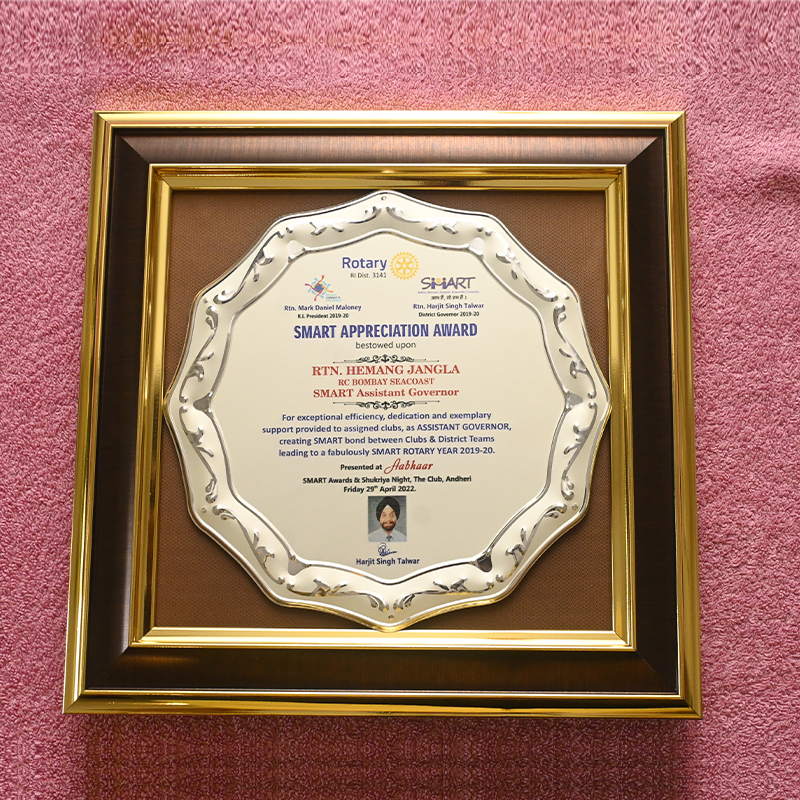 Rotary
RI Dist. 3141
SMART
Rtn. Mark Daniel Maloney
R.I. President 2019-20
Rtn. Harjit Singh Talwar
District Governor 2019-20
SMART APPRECIATION AWARD
bestowed upon
RTN. HEMANG JANGLA
RC BOMBAY SEACOAST
SMART Assistant Governor
For exceptional efficiency, dedication and exemplary
support provided to assigned clubs, as ASSISTANT GOVERNOR,
creating SMART bond between Clubs & District Teams
leading to a fabulously SMART ROTARY YEAR 2019-20.
Presented at Aabhaar
SMART Awards & Shukriya Night, The Club, Andheri
Friday 29th April 2022.
Harjit Singh Talwar